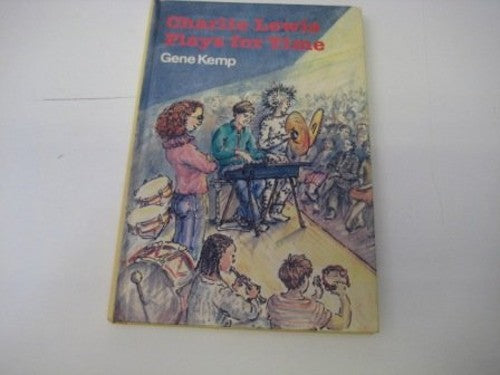 Charlie Lewis
Plays for Time
Gene Kemp